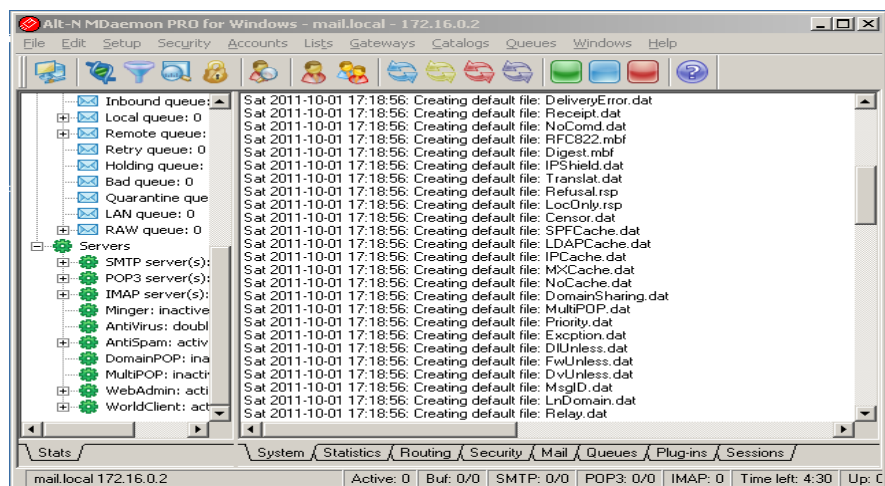 Alt-N MDaemon PRO for Windows - mail.local - 172.16.0.2
File Edit Setup Security Accounts Lists Gateways Catalogs Queues Windows Help
Inbound queue:
Local queue: 0
Remote queue:
Retry queue: 0
Holding queue:
Bad queue: 0
Quarantine que
LAN queue: 0
RAW queue: 0
Servers
SMTP server(s):
POP3 server(s):
IMAP server(s):
Minger: inactive
AntiVirus: doubl
AntiSpam: activ
DomainPOP: ina
MultiPOP: inacti
WebAdmin: acti
WorldClient: act
Sat 2011-10-01 17:18:56: Creating default file: DeliveryError.dat
Sat 2011-10-01 17:18:56: Creating default file: Receipt.dat
Sat 2011-10-01 17:18:56: Creating default file: NoComd.dat
Sat 2011-10-01 17:18:56: Creating default file: RFC822.mbf
Sat 2011-10-01 17:18:56: Creating default file: Digest.mbf
Sat 2011-10-01 17:18:56: Creating default file: IPShield.dat
Sat 2011-10-01 17:18:56: Creating default file: Translat.dat
Sat 2011-10-01 17:18:56: Creating default file: Refusal.rsp
Sat 2011-10-01 17:18:56: Creating default file: LocOnly.rsp
Sat 2011-10-01 17:18:56: Creating default file: Censor.dat
Sat 2011-10-01 17:18:56: Creating default file: SPFCache.dat
Sat 2011-10-01 17:18:56: Creating default file: LDAPCache.dat
Sat 2011-10-01 17:18:56: Creating default file: IPCache.dat
Sat 2011-10-01 17:18:56: Creating default file: MXCache.dat
Sat 2011-10-01 17:18:56: Creating default file: NoCache.dat
Sat 2011-10-01 17:18:56: Creating default file: DomainSharing.dat
Sat 2011-10-01 17:18:56: Creating default file: MultiPOP.dat
Sat 2011-10-01 17:18:56: Creating default file: Priority.dat
Sat 2011-10-01 17:18:56: Creating default file: Excption.dat
Sat 2011-10-01 17:18:56: Creating default file: DlUnless.dat
Sat 2011-10-01 17:18:56: Creating default file: FwUnless.dat
Sat 2011-10-01 17:18:56: Creating default file: DvUnless.dat
Sat 2011-10-01 17:18:56: Creating default file: MsgID.dat
Sat 2011-10-01 17:18:56: Creating default file: LnDomain.dat
Sat 2011-10-01 17:18:56: Creating default file: Relay.dat
Stats
System Statistics Routing Security Mail Queues Plug-ins Sessions
mail.local 172.16.0.2 Active: 0 Buf: 0/0 SMTP: 0/0 POP3: 0/0 IMAP: 0 Time left: 4:30 Up: